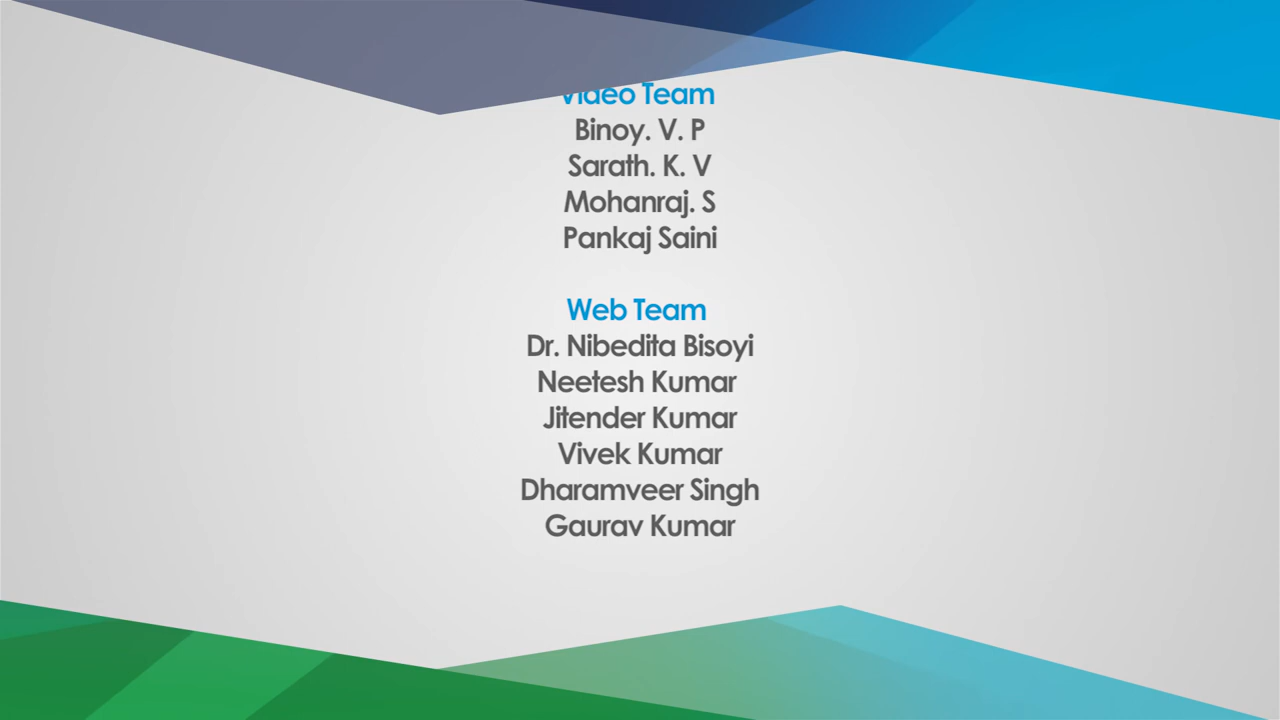 Video Team
Binoy. V. P
Sarath. K. V
Mohanraj. S
Pankaj Saini
Web Team
Dr. Nibedita Bisoyi
Neetesh Kumar
Jitender Kumar
Vivek Kumar
Dharamveer Singh
Gaurav Kumar